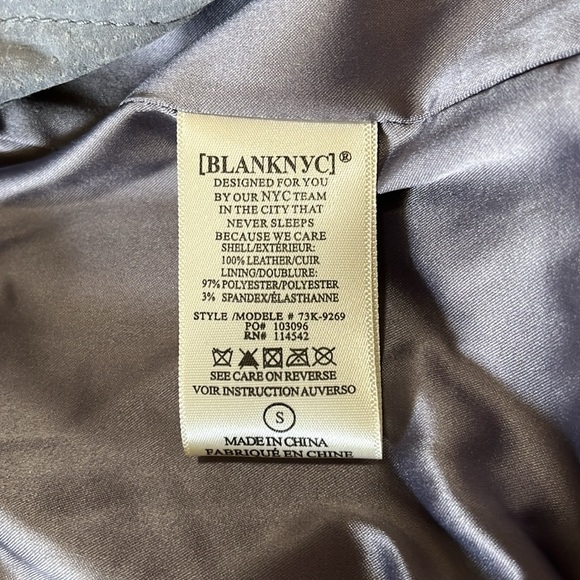 [BLANKNYC]®
DESIGNED FOR YOU
BY OUR NYC TEAM
IN THE CITY THAT
NEVER SLEEPS
BECAUSE WE CARE
SHELL/EXTÉRIEUR:
100% LEATHER/CUIR
LINING/DOUBLURE:
97% POLYESTER/POLYESTER
3% SPANDEX/ÉLASTHANNE
STYLE /MODELE # 73K-9269
PO# 103096
RN# 114542
SEE CARE ON REVERSE
VOIR INSTRUCTION AUVERSO
S
MADE IN CHINA
FABRIQUÉ EN CHINE